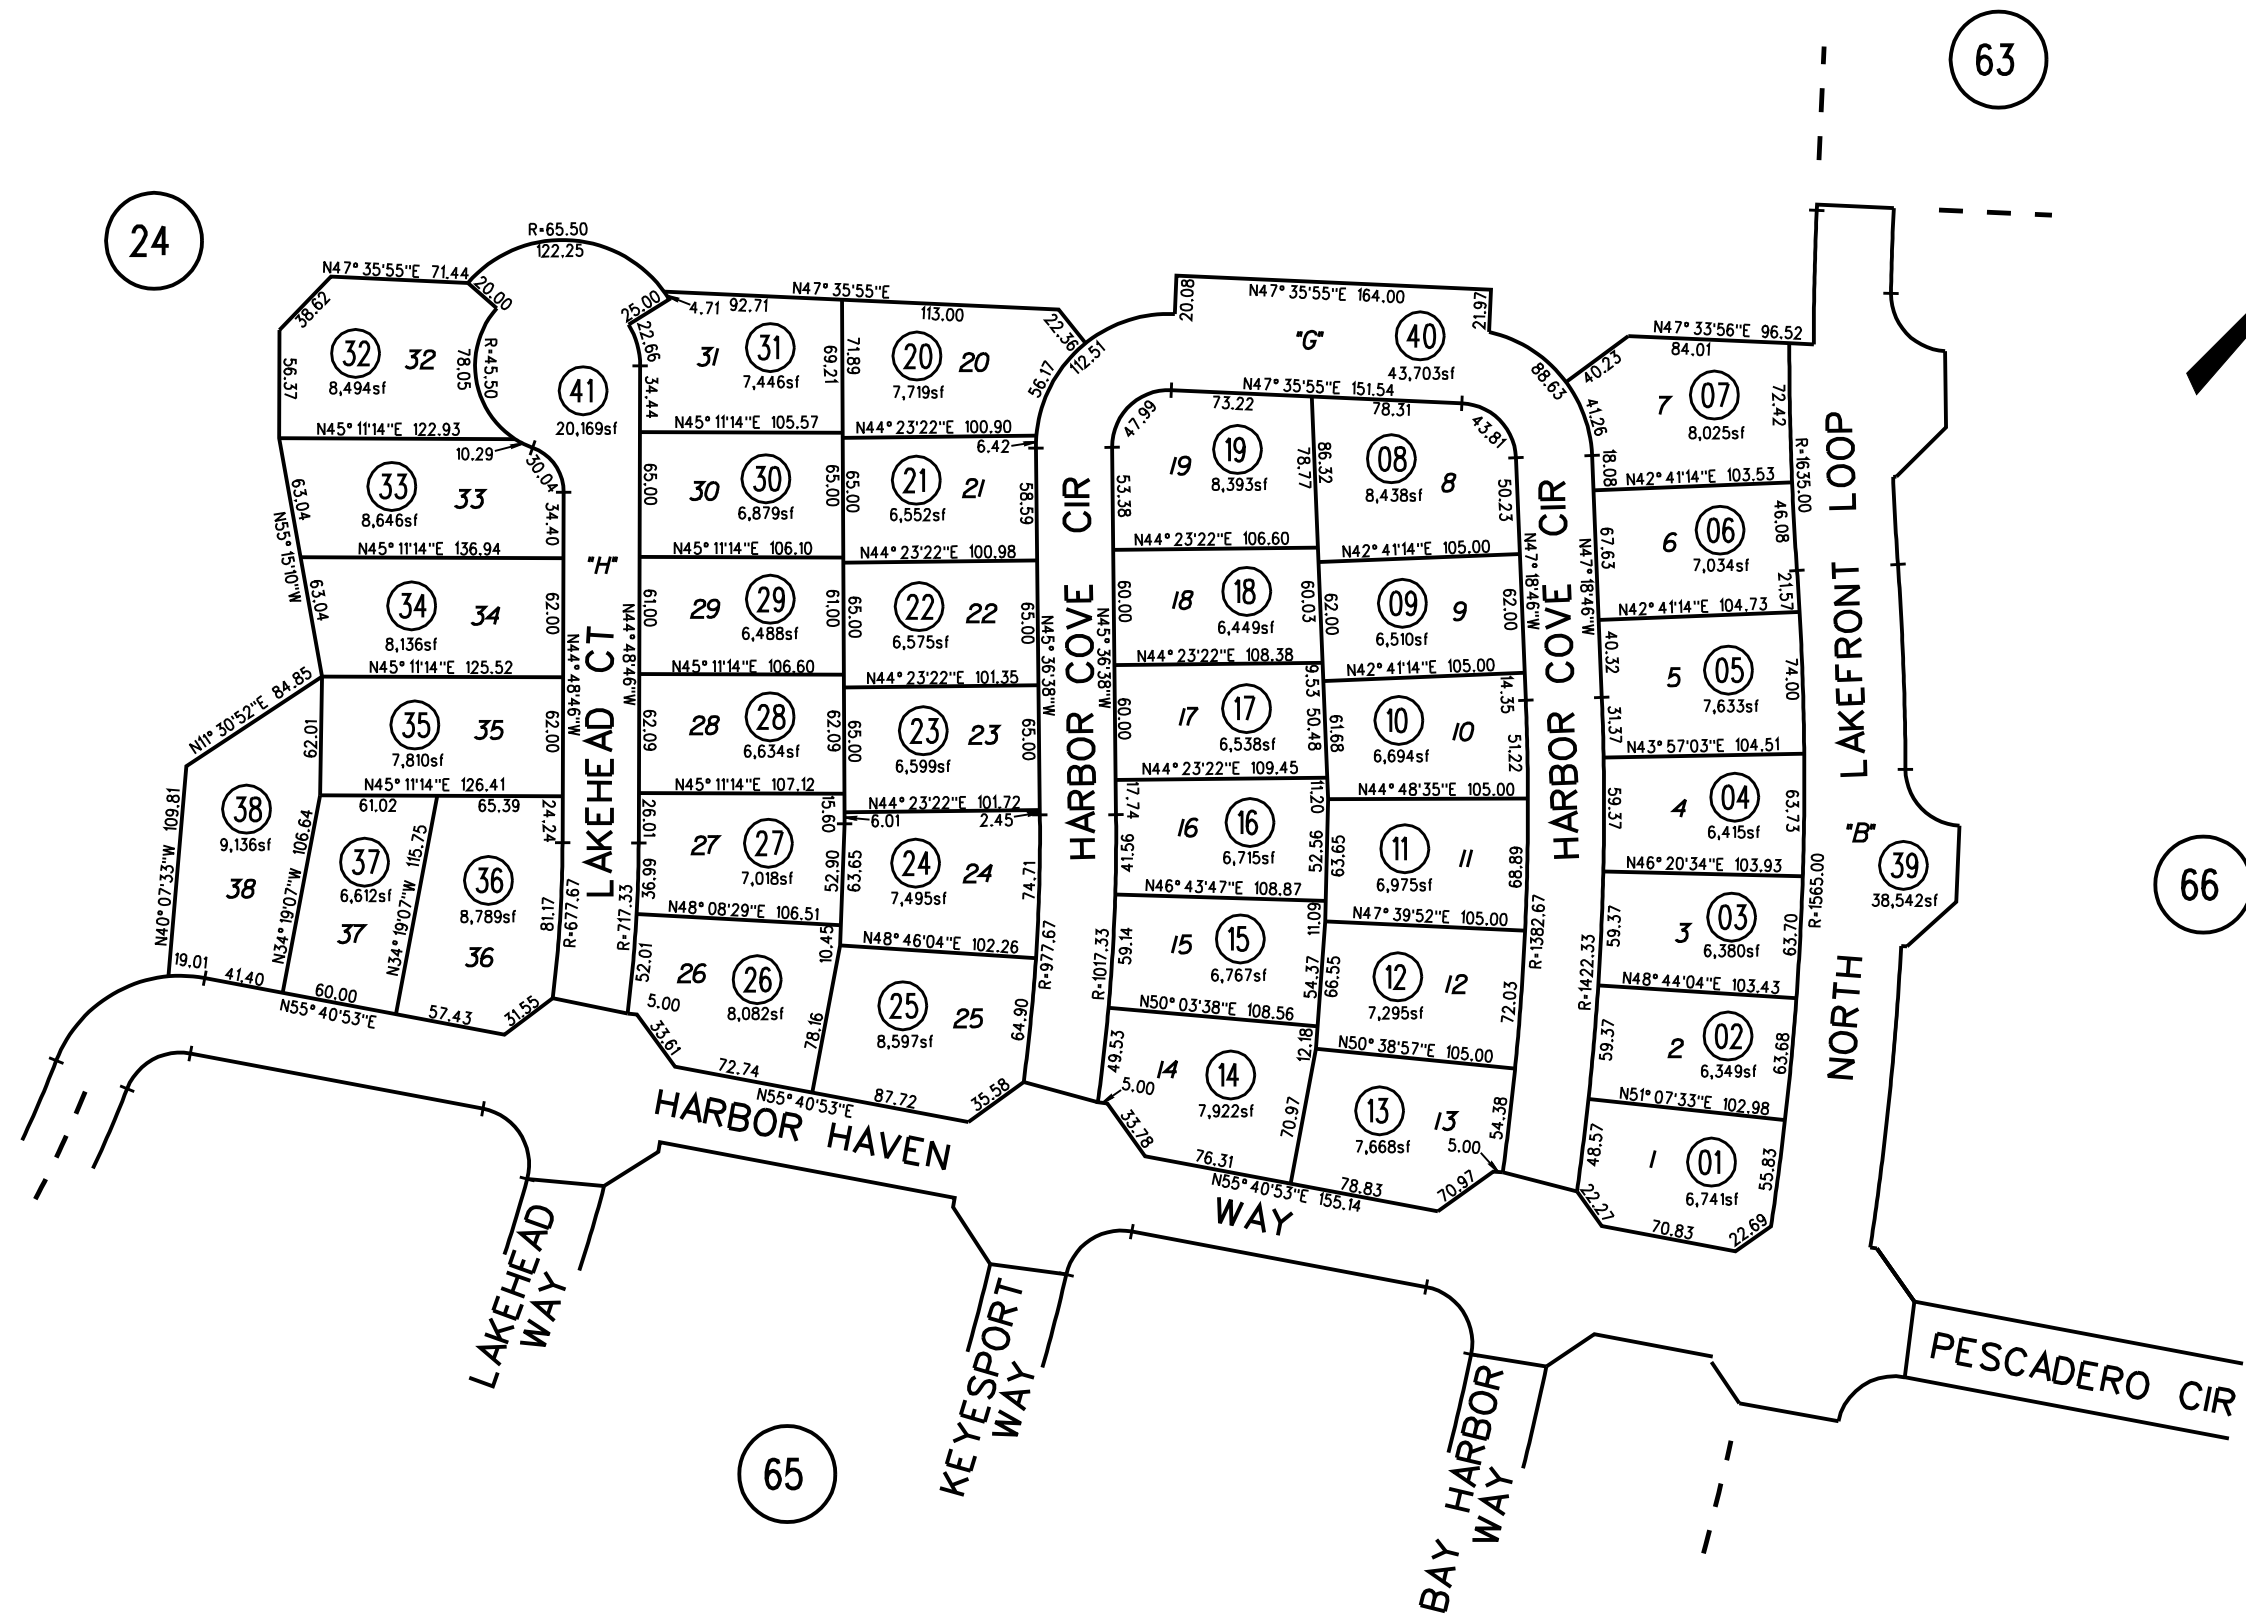 63
24
66
65
R=65.50
122.25
N47° 35'55"E 71.44
20.00
38.62
32
32
8,494sf
56.37
78.05
R=45.50
N45° 11'14"E 122.93
10.29
30.04
41
20,169sf
25.00
4.71
22.66
34.44
"H"
63.04
N55° 15'10"W
33
33
8,646sf
34.40
N45° 11'14"E 136.94
63.04
34
34
8,136sf
62.00
N45° 11'14"E 125.52
N11° 30'52"E 84.85
62.01
35
35
7,810sf
62.00
N44° 48'46"W
N45° 11'14"E 126.41
61.02
65.39
24.24
N40° 07'33"W 109.81
38
9,136sf
38
N34° 19'07"W 106.64
37
6,612sf
37
N34° 19'07"W 115.75
36
8,789sf
36
81.17
R=677.67
19.01
41.40
60.00
N55° 40'53"E
57.43
31.55
LAKEHEAD CT
N44° 48'46"W
R=717.33
92.71
N47° 35'55"E
113.00
22.36
31
31
7,446sf
69.21
71.89
20
20
7,719sf
56.17
112.51
N45° 11'14"E 105.57
N44° 23'22"E 100.90
6.42
65.00
30
30
6,879sf
65.00
65.00
21
21
6,552sf
58.59
N45° 11'14"E 106.10
N44° 23'22"E 100.98
61.00
29
29
6,488sf
61.00
65.00
22
22
6,575sf
65.00
N45° 11'14"E 106.60
N44° 23'22"E 101.35
62.09
28
28
6,634sf
62.09
65.00
23
23
6,599sf
65.00
N45° 36'38"W
N45° 11'14"E 107.12
N44° 23'22"E 101.72
26.01
15.60
6.01
2.45
36.69
27
27
7,018sf
52.90
63.65
24
24
7,495sf
74.71
N48° 08'29"E 106.51
N48° 46'04"E 102.26
52.01
26
26
8,082sf
10.45
78.16
25
25
8,597sf
64.90
R=977.67
5.00
33.61
72.74
N55° 40'53"E
87.72
35.58
HARBOR COVE CIR
N45° 36'38"W
R=1017.33
20.08
N47° 35'55"E 164.00
21.97
"G"
40
43,703sf
88.63
N47° 35'55"E 151.54
73.22
78.31
47.99
43.81
53.38
19
19
8,393sf
78.77
86.32
08
8
8,438sf
50.23
N44° 23'22"E 106.60
N42° 41'14"E 105.00
60.00
18
18
6,449sf
60.03
62.00
09
9
6,510sf
62.00
N47° 18'46"W
N44° 23'22"E 108.38
N42° 41'14"E 105.00
9.53
14.35
60.00
17
17
6,538sf
50.48
61.68
10
10
6,694sf
51.22
N44° 23'22"E 109.45
N44° 48'35"E 105.00
17.74
11.20
41.56
16
16
6,715sf
52.56
63.65
11
11
6,975sf
68.89
N46° 43'47"E 108.87
N47° 39'52"E 105.00
11.09
59.14
15
15
6,767sf
54.37
66.55
12
12
7,295sf
72.03
R=1382.67
N50° 03'38"E 108.56
N50° 38'57"E 105.00
12.18
49.53
14
14
7,922sf
70.97
13
13
7,668sf
54.38
5.00
5.00
33.78
76.31
N55° 40'53"E 155.14
78.83
70.97
HARBOR COVE CIR
N47° 18'46"W
R=1422.33
N47° 33'56"E 96.52
84.01
40.23
41.26
7
07
8,025sf
72.42
18.08
N42° 41'14"E 103.53
R=1635.00
67.63
6
06
7,034sf
46.08
21.57
N42° 41'14"E 104.73
40.32
5
05
7,633sf
74.00
31.37
N43° 57'03"E 104.51
59.37
4
04
6,415sf
63.73
N46° 20'34"E 103.93
59.37
3
03
6,380sf
63.70
R=1565.00
N48° 44'04"E 103.43
59.37
2
02
6,349sf
63.68
N51° 07'33"E 102.98
48.57
1
01
6,741sf
55.83
22.27
70.83
22.69
NORTH LAKEFRONT LOOP
"B"
39
38,542sf
HARBOR HAVEN
WAY
LAKEHEAD
WAY
KEYESPORT
WAY
BAY HARBOR
WAY
PESCADERO CIR